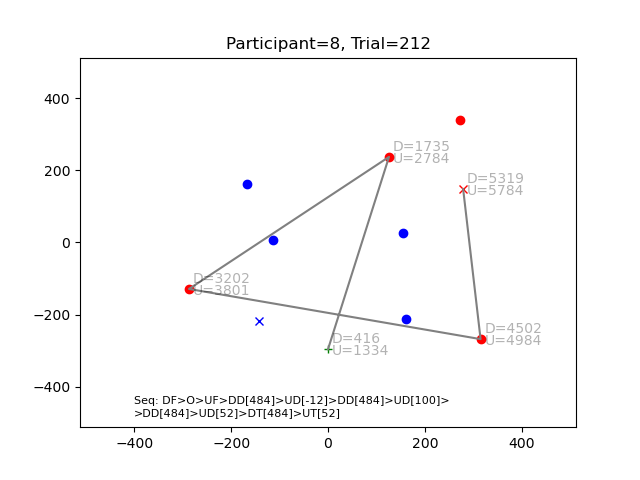 Participant=8, Trial=212
400
200
0
−200
−400
D=1735
U=2784
D=5319
U=5784
D=3202
U=3801
D=4502
U=4984
D=416
U=1334
Seq: DF>O>UF>DD[484]>UD[-12]>DD[484]>UD[100]>
>DD[484]>UD[52]>DT[484]>UT[52]
−400 −200 0 200 400